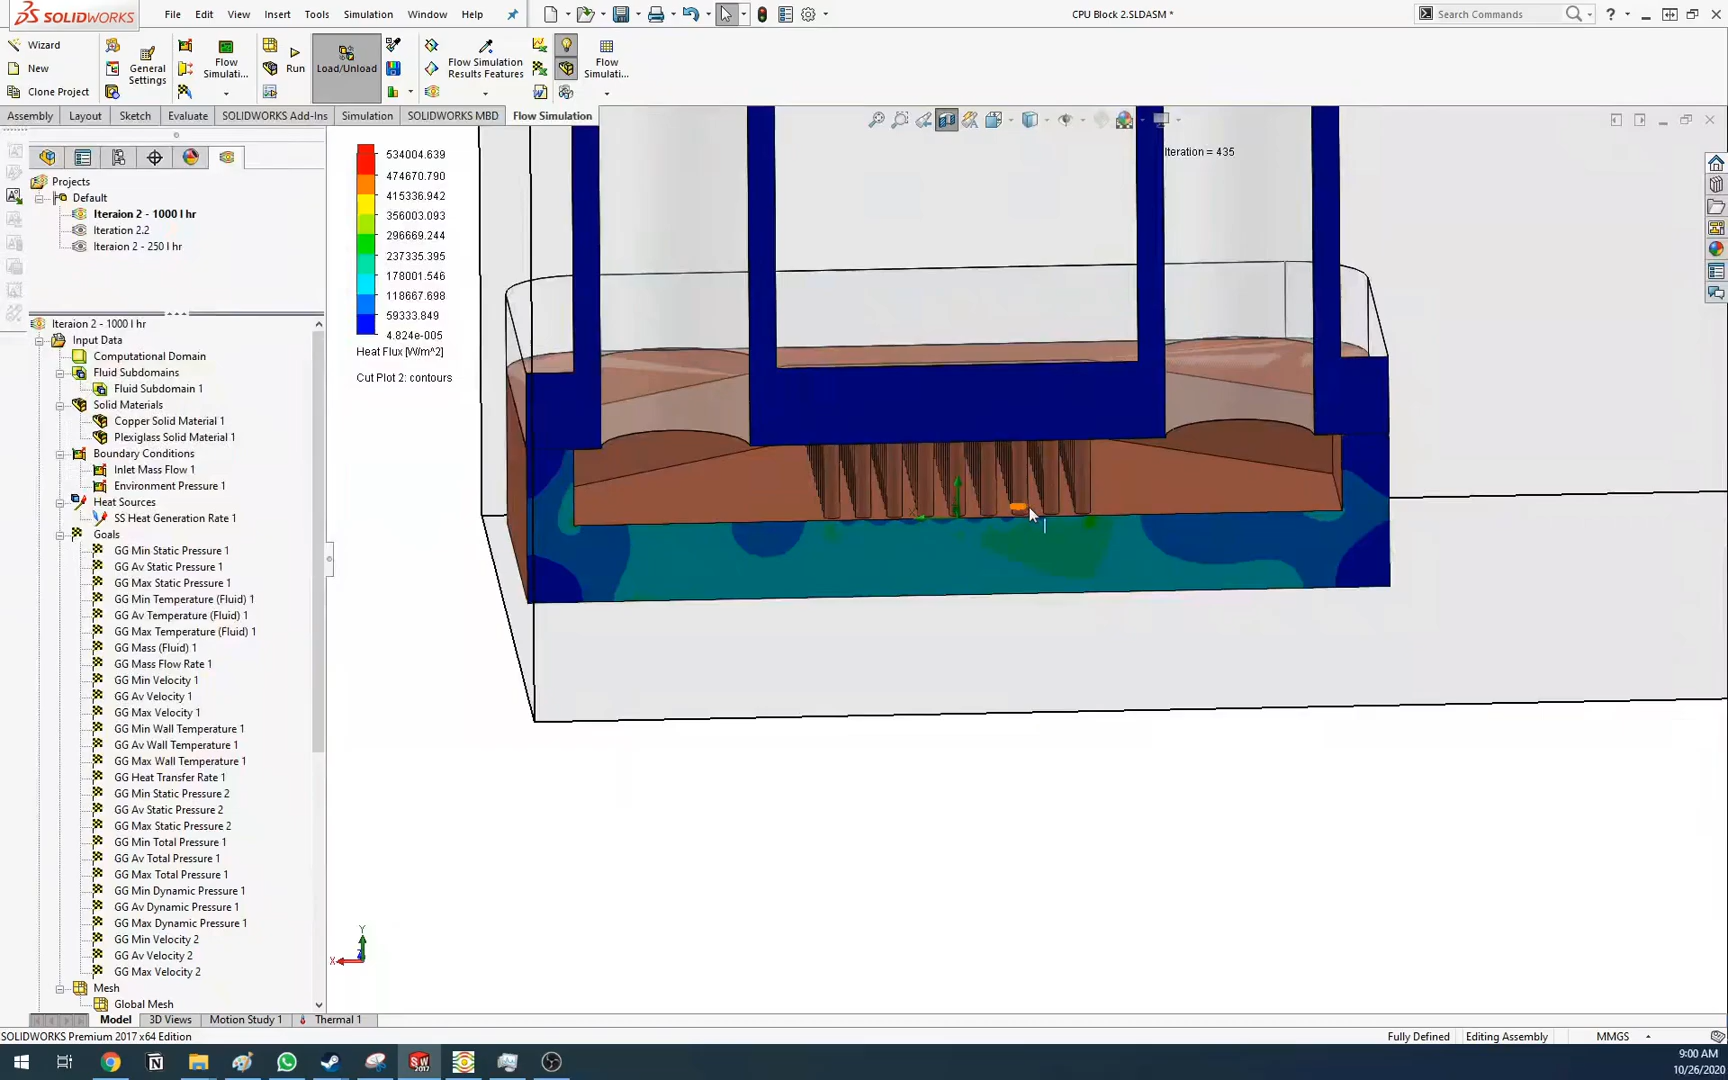 SOLIDWORKS
File Edit View Insert Tools Simulation Window Help
CPU Block 2.SLDASM *
Search Commands
Wizard
New
Clone Project
General Settings
Flow Simulati...
Run
Load/Unload
Flow Simulation Results Features
Flow Simulati...
Assembly Layout Sketch Evaluate SOLIDWORKS Add-Ins Simulation SOLIDWORKS MBD Flow Simulation
Projects
Default
Iteraion 2 - 1000 l hr
Iteration 2.2
Iteraion 2 - 250 l hr
Iteraion 2 - 1000 l hr
Input Data
Computational Domain
Fluid Subdomains
Fluid Subdomain 1
Solid Materials
Copper Solid Material 1
Plexiglass Solid Material 1
Boundary Conditions
Inlet Mass Flow 1
Environment Pressure 1
Heat Sources
SS Heat Generation Rate 1
Goals
GG Min Static Pressure 1
GG Av Static Pressure 1
GG Max Static Pressure 1
GG Min Temperature (Fluid) 1
GG Av Temperature (Fluid) 1
GG Max Temperature (Fluid) 1
GG Mass (Fluid) 1
GG Mass Flow Rate 1
GG Min Velocity 1
GG Av Velocity 1
GG Max Velocity 1
GG Min Wall Temperature 1
GG Av Wall Temperature 1
GG Max Wall Temperature 1
GG Heat Transfer Rate 1
GG Min Static Pressure 2
GG Av Static Pressure 2
GG Max Static Pressure 2
GG Min Total Pressure 1
GG Av Total Pressure 1
GG Max Total Pressure 1
GG Min Dynamic Pressure 1
GG Av Dynamic Pressure 1
GG Max Dynamic Pressure 1
GG Min Velocity 2
GG Av Velocity 2
GG Max Velocity 2
Mesh
Global Mesh
534004.639
474670.790
415336.942
356003.093
296669.244
237335.395
178001.546
118667.698
59333.849
4.824e-005
Heat Flux [W/m^2]
Cut Plot 2: contours
Iteration = 435
Y
X
Model 3D Views Motion Study 1 Thermal 1
SOLIDWORKS Premium 2017 x64 Edition
Fully Defined Editing Assembly MMGS
9:00 AM
10/26/2020